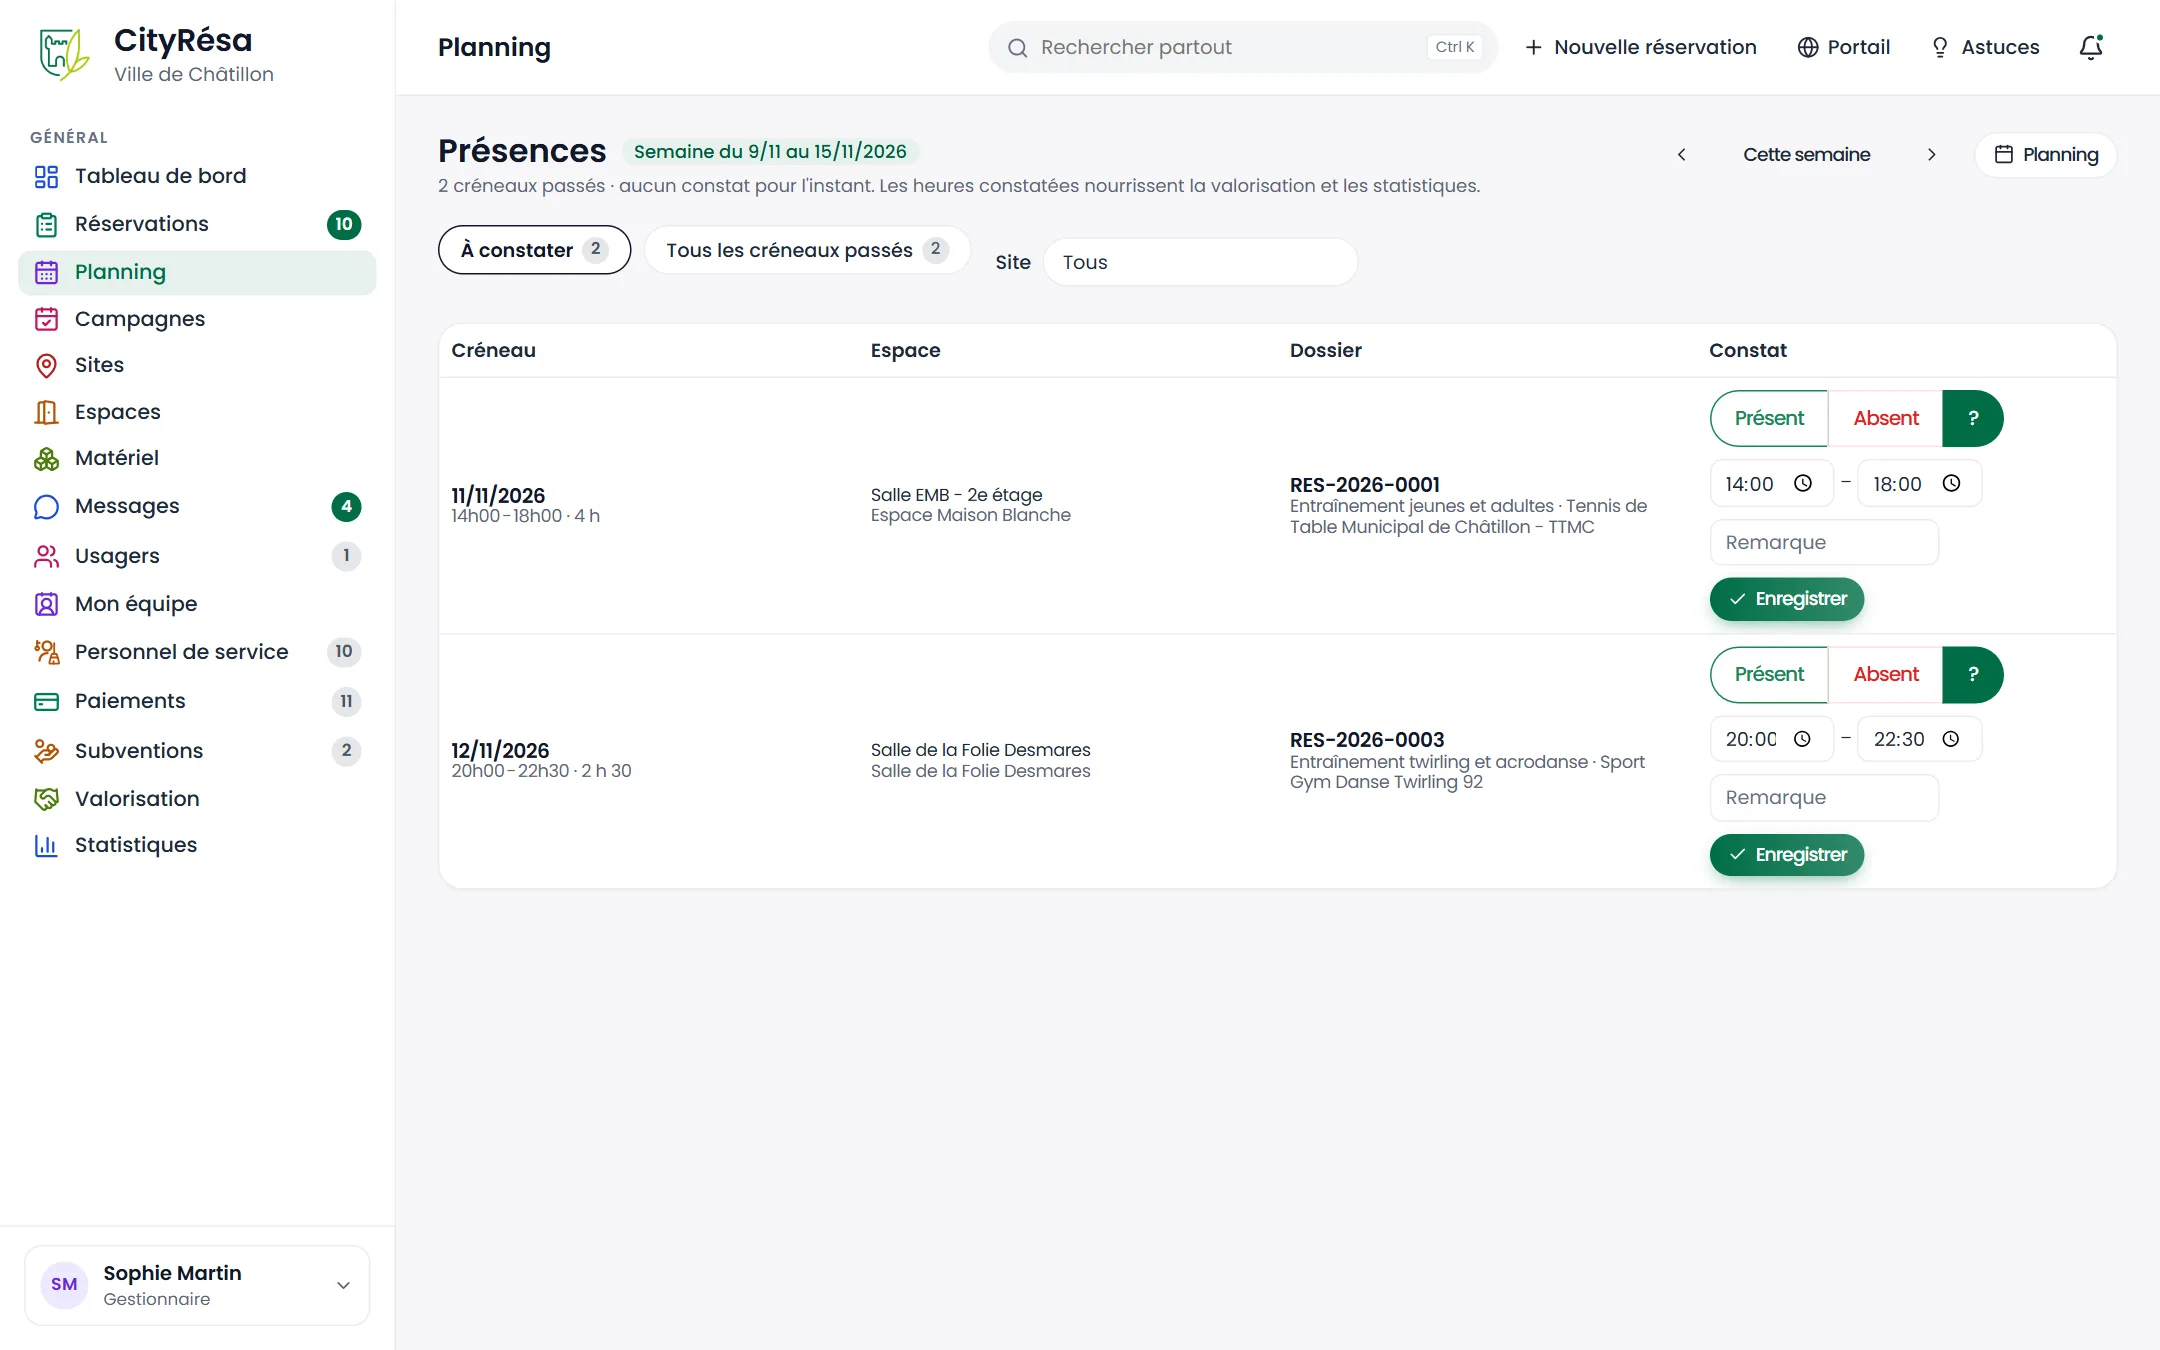 CityRésa
Ville de Châtillon
GÉNÉRAL
Tableau de bord
Réservations 10
Planning
Campagnes
Sites
Espaces
Matériel
Messages 4
Usagers 1
Mon équipe
Personnel de service 10
Paiements 11
Subventions 2
Valorisation
Statistiques
SM
Sophie Martin
Gestionnaire
Planning
Rechercher partout Ctrl K
Nouvelle réservation
Portail
Astuces
Présences Semaine du 9/11 au 15/11/2026
2 créneaux passés · aucun constat pour l'instant. Les heures constatées nourrissent la valorisation et les statistiques.
Cette semaine
Planning
À constater 2
Tous les créneaux passés 2
Site Tous
Créneau Espace Dossier Constat
11/11/2026
14h00-18h00 · 4 h
Salle EMB - 2e étage
Espace Maison Blanche
RES-2026-0001
Entraînement jeunes et adultes · Tennis de
Table Municipal de Châtillon - TTMC
Présent Absent ?
14:00 – 18:00
Remarque
Enregistrer
12/11/2026
20h00-22h30 · 2 h 30
Salle de la Folie Desmares
Salle de la Folie Desmares
RES-2026-0003
Entraînement twirling et acrodanse · Sport
Gym Danse Twirling 92
Présent Absent ?
20:00 – 22:30
Remarque
Enregistrer